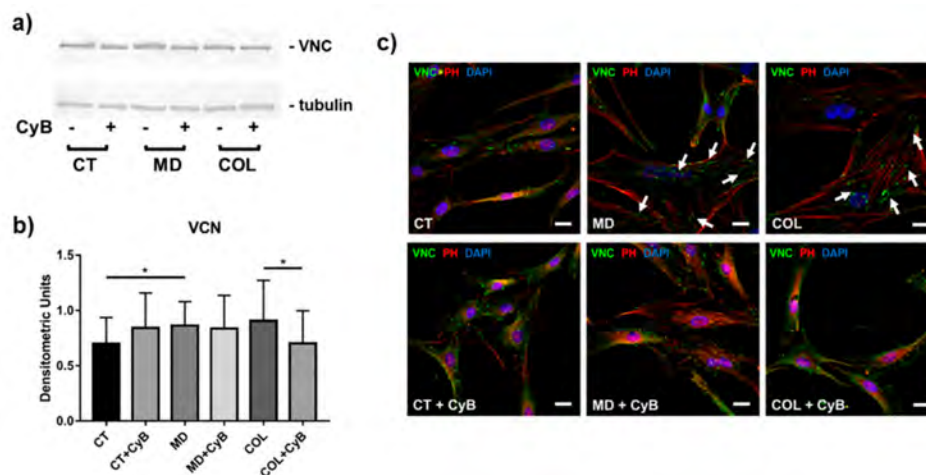 a)
- VNC
- tubulin
CyB - + - + - +
CT MD COL
b)
VCN
Densitometric Units
1.5
1.0
0.5
0.0
*
*
CT
CT+CyB
MD
MD+CyB
COL
COL+CyB
c)
VNC PH DAPI
CT
VNC PH DAPI
MD
VNC PH DAPI
COL
VNC PH DAPI
CT + CyB
VNC PH DAPI
MD + CyB
VNC PH DAPI
COL + CyB